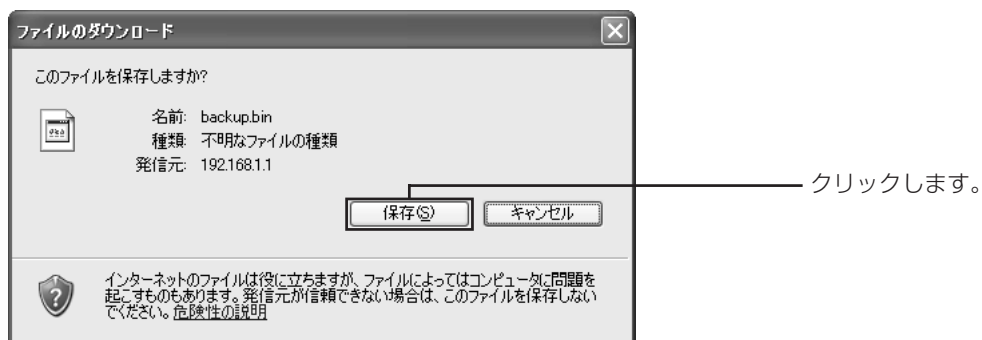 ファイルのダウンロード
このファイルを保存しますか?
名前: backup.bin
種類: 不明なファイルの種類
発信元: 192.168.1.1
クリックします。
保存(S) キャンセル
インターネットのファイルは役に立ちますが、ファイルによってはコンピュータに問題を
起こすものもあります。発信元が信頼できない場合は、このファイルを保存しない
でください。危険性の説明